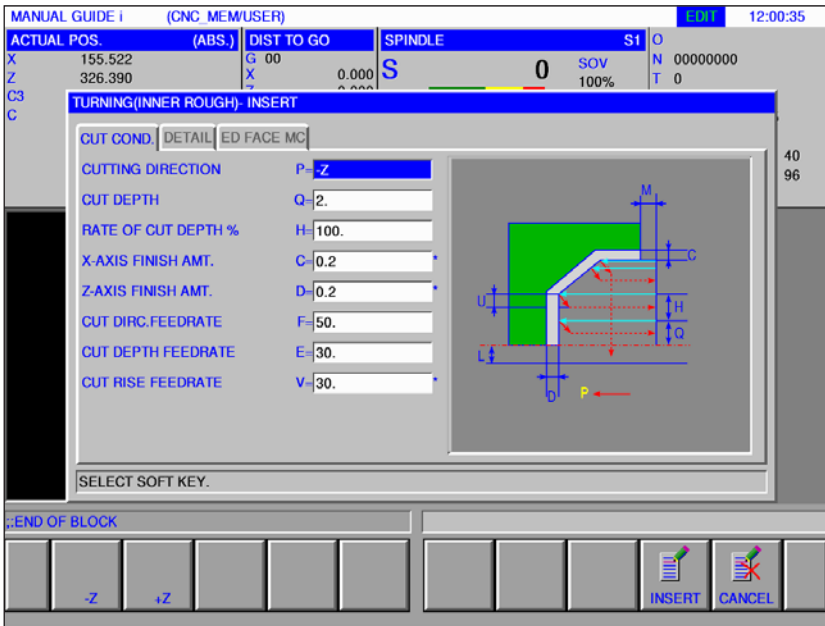 MANUAL GUIDE i (CNC_MEM/USER) EDIT 12:00:35
ACTUAL POS. (ABS.) DIST TO GO SPINDLE S1 O
X 155.522 G 00 S 0 SOV N 00000000
Z 326.390 X 0.000 100% T 0
C3
C
TURNING(INNER ROUGH)- INSERT
CUT COND. DETAIL ED FACE MC
40
96
CUTTING DIRECTION P= -Z
CUT DEPTH Q= 2.
RATE OF CUT DEPTH % H= 100.
X-AXIS FINISH AMT. C= 0.2 *
Z-AXIS FINISH AMT. D= 0.2 *
CUT DIRC.FEEDRATE F= 50.
CUT DEPTH FEEDRATE E= 30.
CUT RISE FEEDRATE V= 30. *
M
C
U
H
Q
L
D
P
SELECT SOFT KEY.
;:END OF BLOCK
-Z +Z INSERT CANCEL